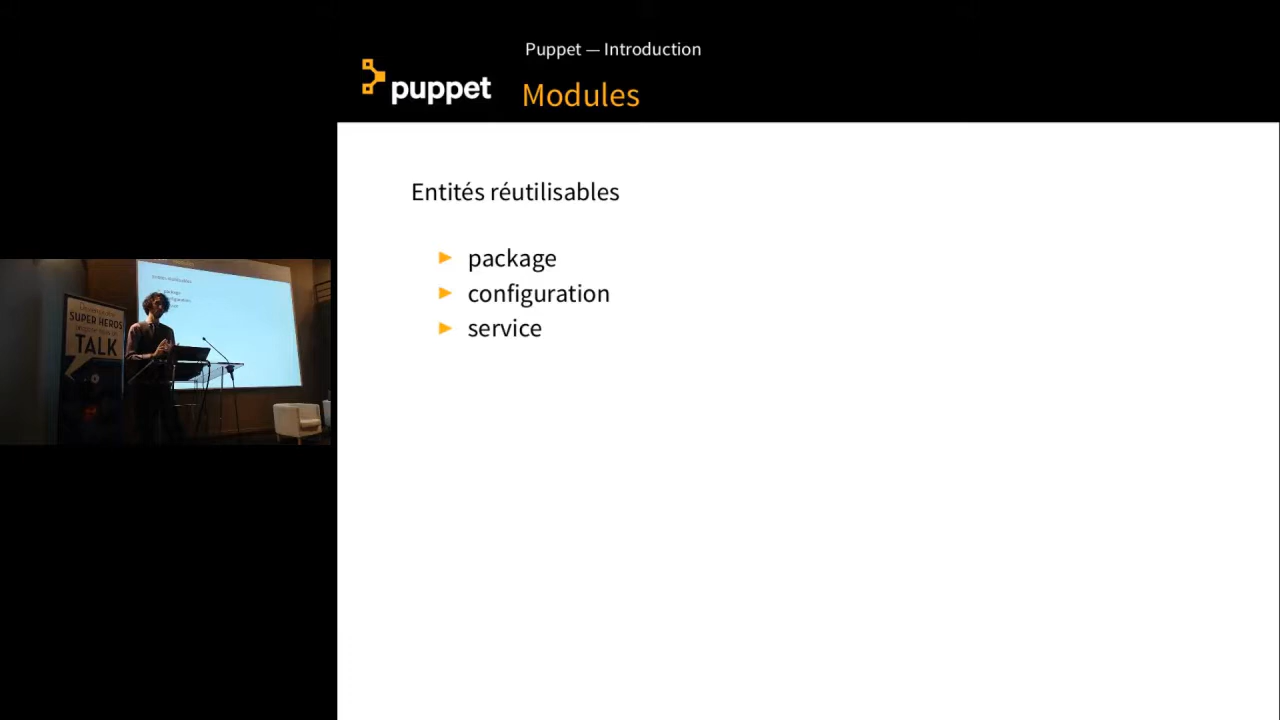 Puppet — Introduction
puppet
Modules
Entités réutilisables
package
configuration
service
SUPER HEROS
TALK